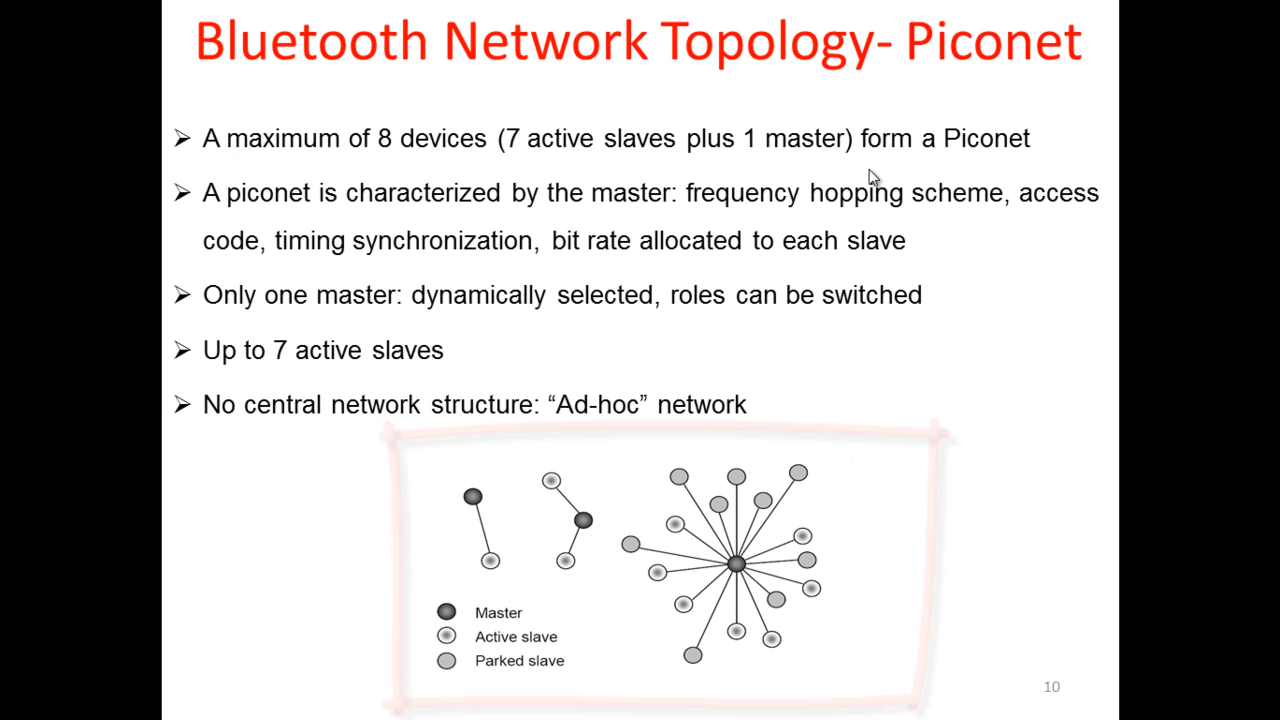 Bluetooth Network Topology- Piconet
A maximum of 8 devices (7 active slaves plus 1 master) form a Piconet
A piconet is characterized by the master: frequency hopping scheme, access
code, timing synchronization, bit rate allocated to each slave
Only one master: dynamically selected, roles can be switched
Up to 7 active slaves
No central network structure: “Ad-hoc” network
Master
Active slave
Parked slave
10